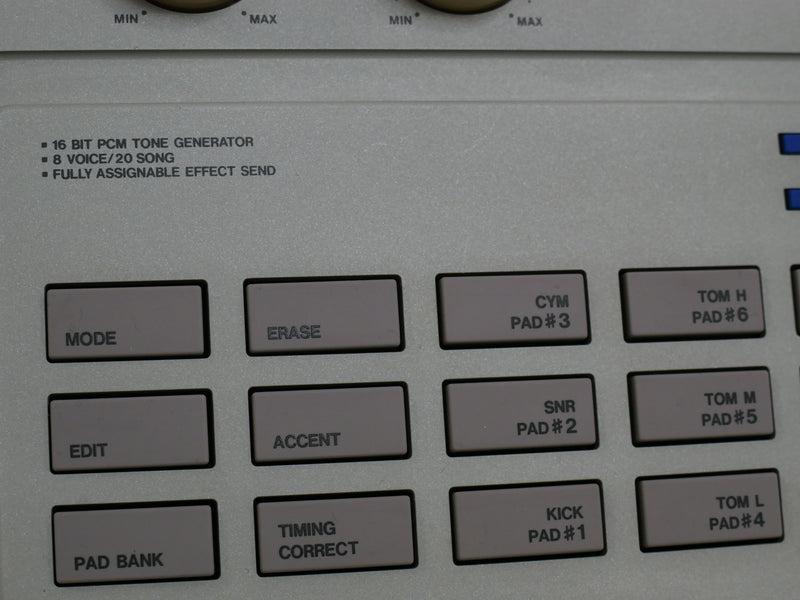 MIN MAX MIN MAX
16 BIT PCM TONE GENERATOR
8 VOICE/20 SONG
FULLY ASSIGNABLE EFFECT SEND
MODE
ERASE
CYM
PAD#3
TOM H
PAD#6
EDIT
ACCENT
SNR
PAD#2
TOM M
PAD#5
PAD BANK
TIMING
CORRECT
KICK
PAD#1
TOM L
PAD#4